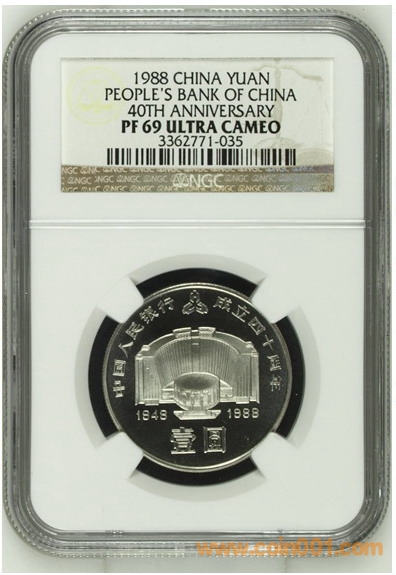 1988 CHINA YUAN
PEOPLE'S BANK OF CHINA
40TH ANNIVERSARY
PF 69 ULTRA CAMEO
3362771-035
NGC
中国人民银行 成立四十周年
1948 1988
壹圆
www.coin001.com